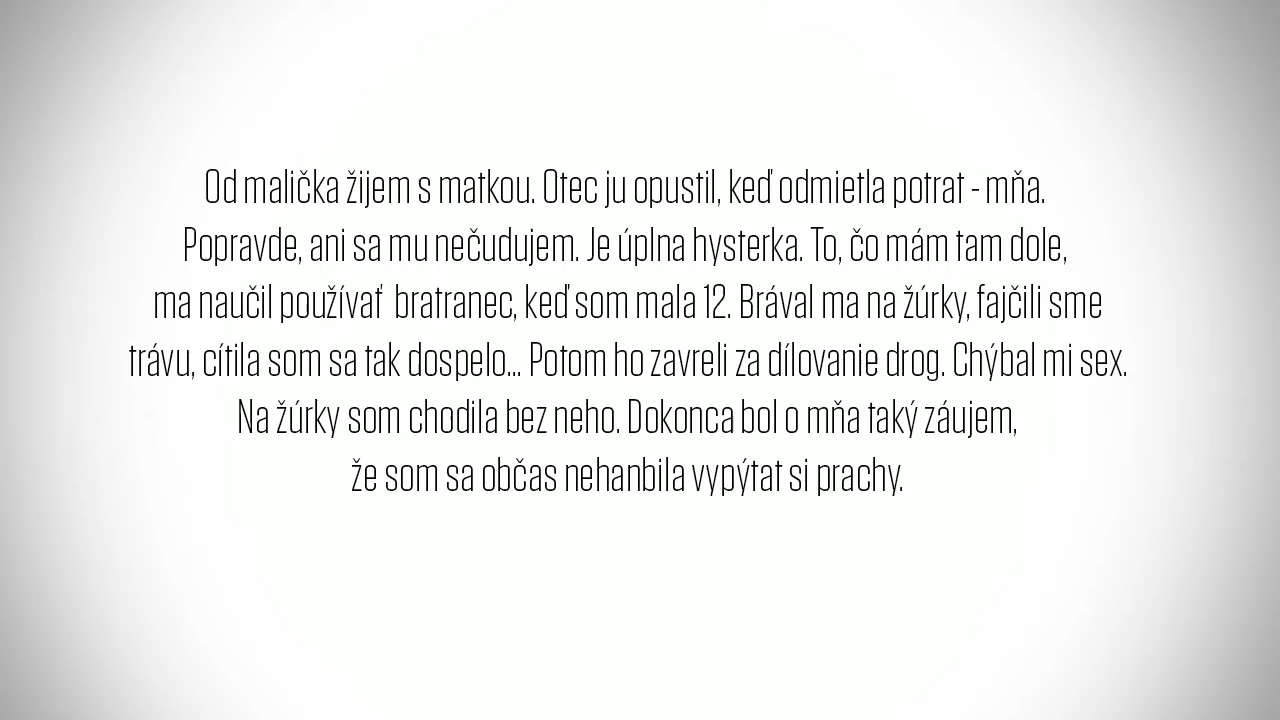 Od malička žijem s matkou. Otec ju opustil, keď odmietla potrat - mňa.
Popravde, ani sa mu nečudujem. Je úplna hysterka. To, čo mám tam dole,
ma naučil používať bratranec, keď som mala 12. Brával ma na žúrky, fajčili sme
trávu, cítila som sa tak dospelo... Potom ho zavreli za dílovanie drog. Chýbal mi sex.
Na žúrky som chodila bez neho. Dokonca bol o mňa taký záujem,
že som sa občas nehanbila vypýtat si prachy.